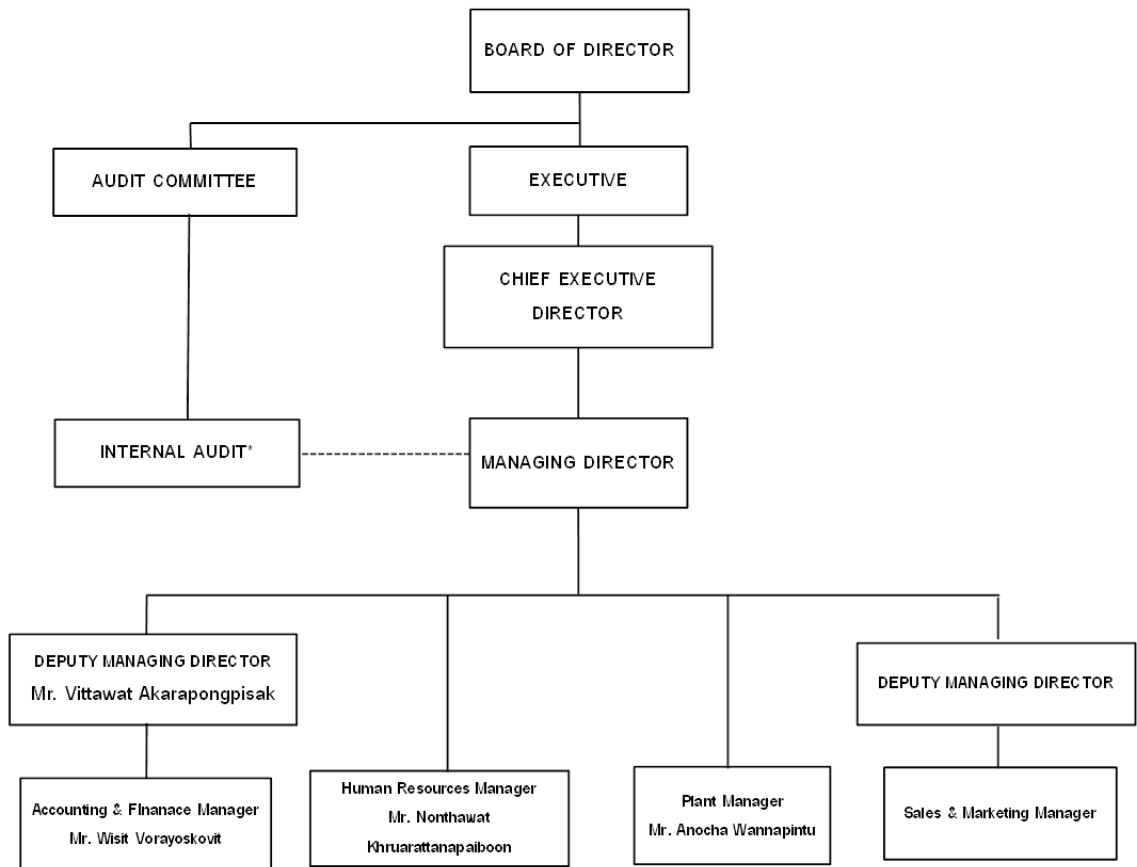 BOARD OF DIRECTOR
AUDIT COMMITTEE
EXECUTIVE
CHIEF EXECUTIVE
DIRECTOR
INTERNAL AUDIT*
MANAGING DIRECTOR
DEPUTY MANAGING DIRECTOR
Mr. Vittawat Akarapongpisak
DEPUTY MANAGING DIRECTOR
Accounting & FInanace Manager
Mr. Wisit Vorayoskovit
Human Resources Manager
Mr. Nonthawat
Khruarattanapaiboon
Plant Manager
Mr. Anocha Wannapintu
Sales & Marketing Manager